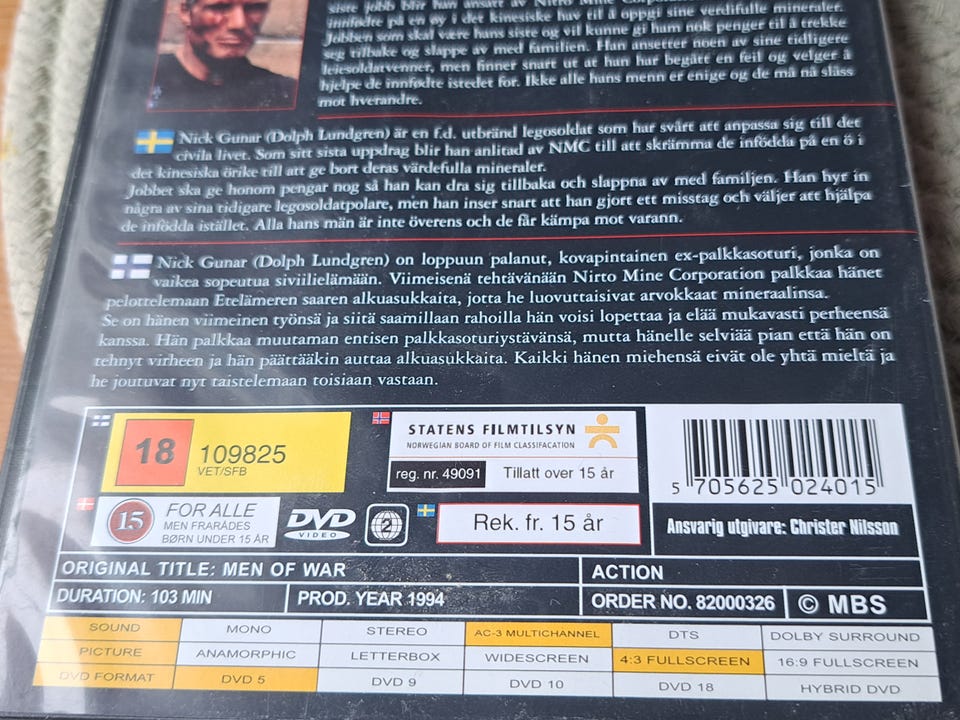 siste jobb blir han ansatt av Nitro Mine Corporation
innfødte på en øy i det kinesiske hav til å oppgi sine verdifulle mineraler.
Jobben som skal være hans siste og vil kunne gi ham nok penger til å trekke
seg tilbake og slappe av med familien. Han ansetter noen av sine tidligere
leiesoldatvenner, men finner snart ut at han har begått en feil og velger å
hjelpe de innfødte istedet for. Ikke alle hans menn er enige og de må nå slåss
mot hverandre.
Nick Gunar (Dolph Lundgren) är en f.d. utbränd legosoldat som har svårt att anpassa sig till det
civila livet. Som sitt sista uppdrag blir han anlitad av NMC till att skrämma de infödda på en ö i
det kinesiska örike till att ge bort deras värdefulla mineraler.
Jobbet ska ge honom pengar nog så han kan dra sig tillbaka och slappna av med familjen. Han hyr in
några av sina tidigare legosoldatpolare, men han inser snart att han gjort ett misstag och väljer att hjälpa
de infödda istället. Alla hans män är inte överens och de får kämpa mot varann.
Nick Gunar (Dolph Lundgren) on loppuun palanut, kovapintainen ex-palkkasoturi, jonka on
vaikea sopeutua siviilielämään. Viimeisenä tehtävänään Nirto Mine Corporation palkkaa hänet
pelottelemaan Etelämeren saaren alkuasukkaita, jotta he luovuttaisivat arvokkaat mineraalinsa.
Se on hänen viimeinen työnsä ja siitä saamillaan rahoilla hän voisi lopettaa ja elää mukavasti perheensä
kanssa. Hän palkkaa muutaman entisen palkkasoturiystävänsä, mutta hänelle selviää pian että hän on
tehnyt virheen ja hän päättääkin auttaa alkuasukkaita. Kaikki hänen miehensä eivät ole yhtä mieltä ja
he joutuvat nyt taistelemaan toisiaan vastaan.
18 109825
VET/SFB
STATENS FILMTILSYN
NORWEGIAN BOARD OF FILM CLASSIFACATION
reg. nr. 49091 Tillatt over 15 år
15 FOR ALLE
MEN FRARÅDES
BØRN UNDER 15 ÅR
DVD
VIDEO
2
Rek. fr. 15 år
5 705625 024015
Ansvarig utgivare: Christer Nilsson
ORIGINAL TITLE: MEN OF WAR ACTION
DURATION: 103 MIN PROD. YEAR 1994 ORDER NO. 82000326 © MBS
SOUND MONO STEREO AC-3 MULTICHANNEL DTS DOLBY SURROUND
PICTURE ANAMORPHIC LETTERBOX WIDESCREEN 4:3 FULLSCREEN 16:9 FULLSCREEN
DVD FORMAT DVD 5 DVD 9 DVD 10 DVD 18 HYBRID DVD